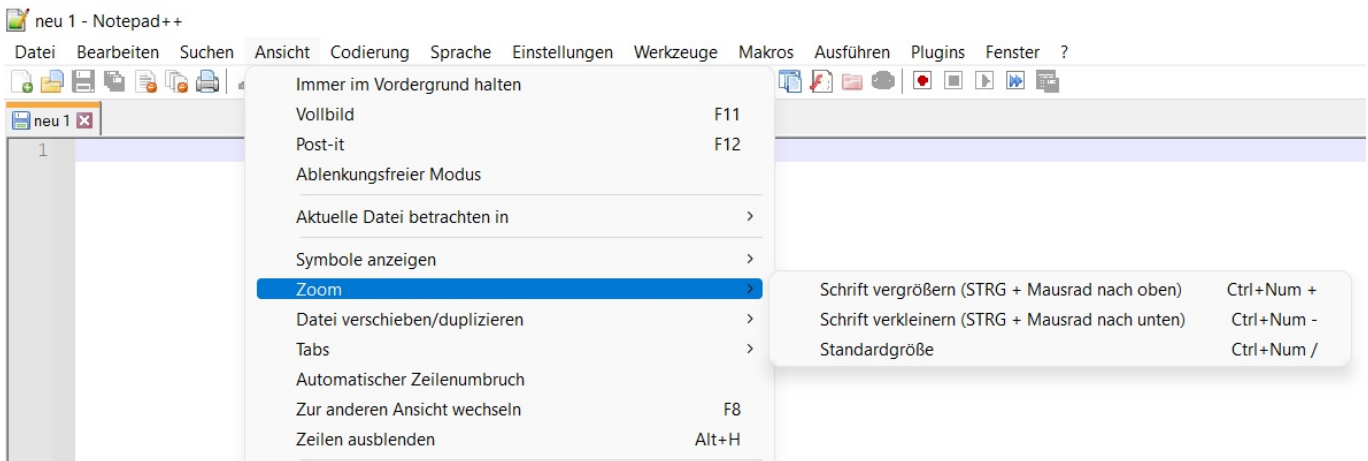 neu 1 - Notepad++
Datei Bearbeiten Suchen Ansicht Codierung Sprache Einstellungen Werkzeuge Makros Ausführen Plugins Fenster ?
neu 1
1
Immer im Vordergrund halten
Vollbild F11
Post-it F12
Ablenkungsfreier Modus
Aktuelle Datei betrachten in
Symbole anzeigen
Zoom
Schrift vergrößern (STRG + Mausrad nach oben) Ctrl+Num +
Schrift verkleinern (STRG + Mausrad nach unten) Ctrl+Num -
Standardgröße Ctrl+Num /
Datei verschieben/duplizieren
Tabs
Automatischer Zeilenumbruch
Zur anderen Ansicht wechseln F8
Zeilen ausblenden Alt+H